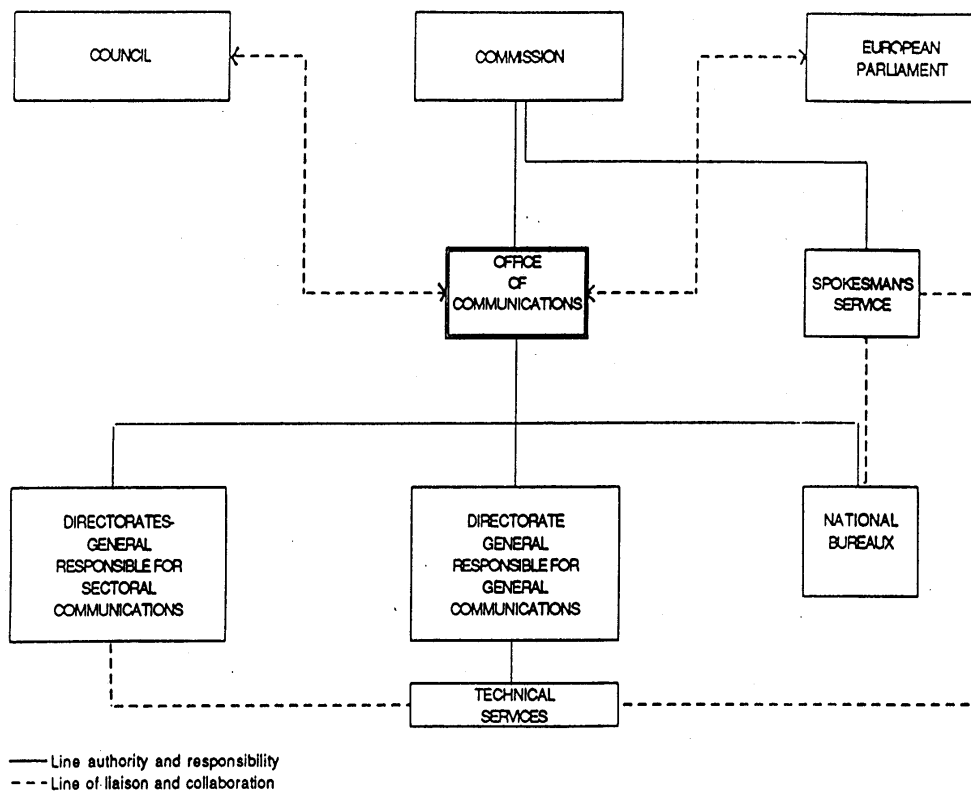 COUNCIL
COMMISSION
EUROPEAN
PARLIAMENT
OFFICE
OF
COMMUNICATIONS
SPOKESMAN'S
SERVICE
DIRECTORATES-
GENERAL
RESPONSIBLE FOR
SECTORAL
COMMUNICATIONS
DIRECTORATE
GENERAL
RESPONSIBLE FOR
GENERAL
COMMUNICATIONS
NATIONAL
BUREAUX
TECHNICAL
SERVICES
Line authority and responsibility
Line of liaison and collaboration